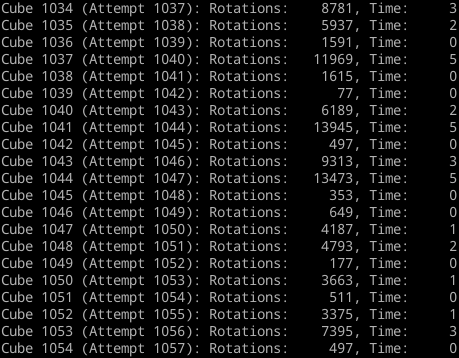 Cube 1034 (Attempt 1037): Rotations:    8781, Time:     3
Cube 1035 (Attempt 1038): Rotations:    5937, Time:     2
Cube 1036 (Attempt 1039): Rotations:    1591, Time:     0
Cube 1037 (Attempt 1040): Rotations:   11969, Time:     5
Cube 1038 (Attempt 1041): Rotations:    1615, Time:     0
Cube 1039 (Attempt 1042): Rotations:      77, Time:     0
Cube 1040 (Attempt 1043): Rotations:    6189, Time:     2
Cube 1041 (Attempt 1044): Rotations:   13945, Time:     5
Cube 1042 (Attempt 1045): Rotations:     497, Time:     0
Cube 1043 (Attempt 1046): Rotations:    9313, Time:     3
Cube 1044 (Attempt 1047): Rotations:   13473, Time:     5
Cube 1045 (Attempt 1048): Rotations:     353, Time:     0
Cube 1046 (Attempt 1049): Rotations:     649, Time:     0
Cube 1047 (Attempt 1050): Rotations:    4187, Time:     1
Cube 1048 (Attempt 1051): Rotations:    4793, Time:     2
Cube 1049 (Attempt 1052): Rotations:     177, Time:     0
Cube 1050 (Attempt 1053): Rotations:    3663, Time:     1
Cube 1051 (Attempt 1054): Rotations:     511, Time:     0
Cube 1052 (Attempt 1055): Rotations:    3375, Time:     1
Cube 1053 (Attempt 1056): Rotations:    7395, Time:     3
Cube 1054 (Attempt 1057): Rotations:     497, Time:     0